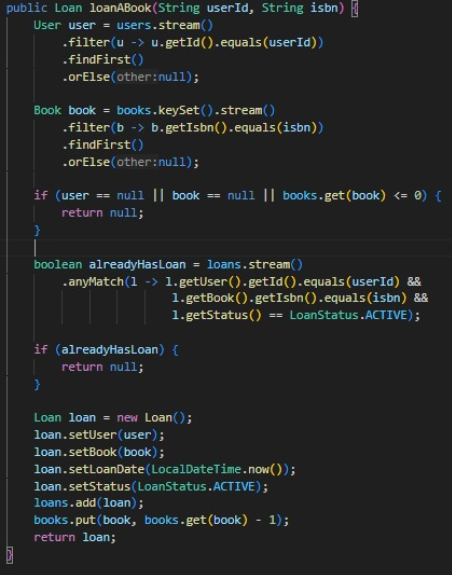 public Loan loanABook(String userId, String isbn) {
    User user = users.stream()
        .filter(u -> u.getId().equals(userId))
        .findFirst()
        .orElse(other:null);

    Book book = books.keySet().stream()
        .filter(b -> b.getIsbn().equals(isbn))
        .findFirst()
        .orElse(other:null);

    if (user == null || book == null || books.get(book) <= 0) {
        return null;
    }

    boolean alreadyHasLoan = loans.stream()
        .anyMatch(l -> l.getUser().getId().equals(userId) &&
                        l.getBook().getIsbn().equals(isbn) &&
                        l.getStatus() == LoanStatus.ACTIVE);

    if (alreadyHasLoan) {
        return null;
    }

    Loan loan = new Loan();
    loan.setUser(user);
    loan.setBook(book);
    loan.setLoanDate(LocalDateTime.now());
    loan.setStatus(LoanStatus.ACTIVE);
    loans.add(loan);
    books.put(book, books.get(book) - 1);
    return loan;
}